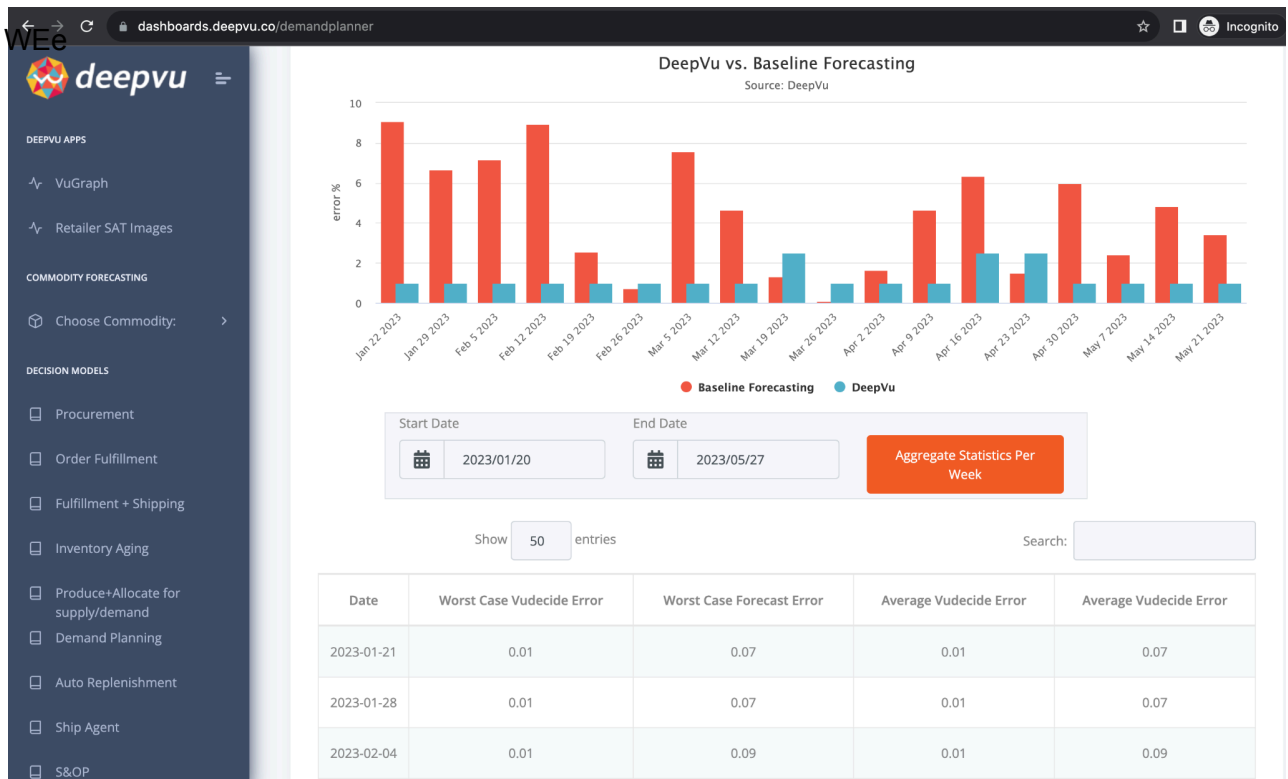 dashboards.deepvu.co/demandplanner
Incognito
WEe
deepvu
DEEPVU APPS
VuGraph
Retailer SAT Images
COMMODITY FORECASTING
Choose Commodity:
DECISION MODELS
Procurement
Order Fulfillment
Fulfillment + Shipping
Inventory Aging
Produce+Allocate for
supply/demand
Demand Planning
Auto Replenishment
Ship Agent
S&OP
DeepVu vs. Baseline Forecasting
Source: DeepVu
error %
10
8
6
4
2
0
Jan 22 2023
Jan 29 2023
Feb 5 2023
Feb 12 2023
Feb 19 2023
Feb 26 2023
Mar 5 2023
Mar 12 2023
Mar 19 2023
Mar 26 2023
Apr 2 2023
Apr 9 2023
Apr 16 2023
Apr 23 2023
Apr 30 2023
May 7 2023
May 14 2023
May 21 2023
Baseline Forecasting DeepVu
Start Date End Date
2023/01/20 2023/05/27
Aggregate Statistics Per
Week
Show 50 entries Search:
Date Worst Case Vudecide Error Worst Case Forecast Error Average Vudecide Error Average Vudecide Error
2023-01-21 0.01 0.07 0.01 0.07
2023-01-28 0.01 0.07 0.01 0.07
2023-02-04 0.01 0.09 0.01 0.09